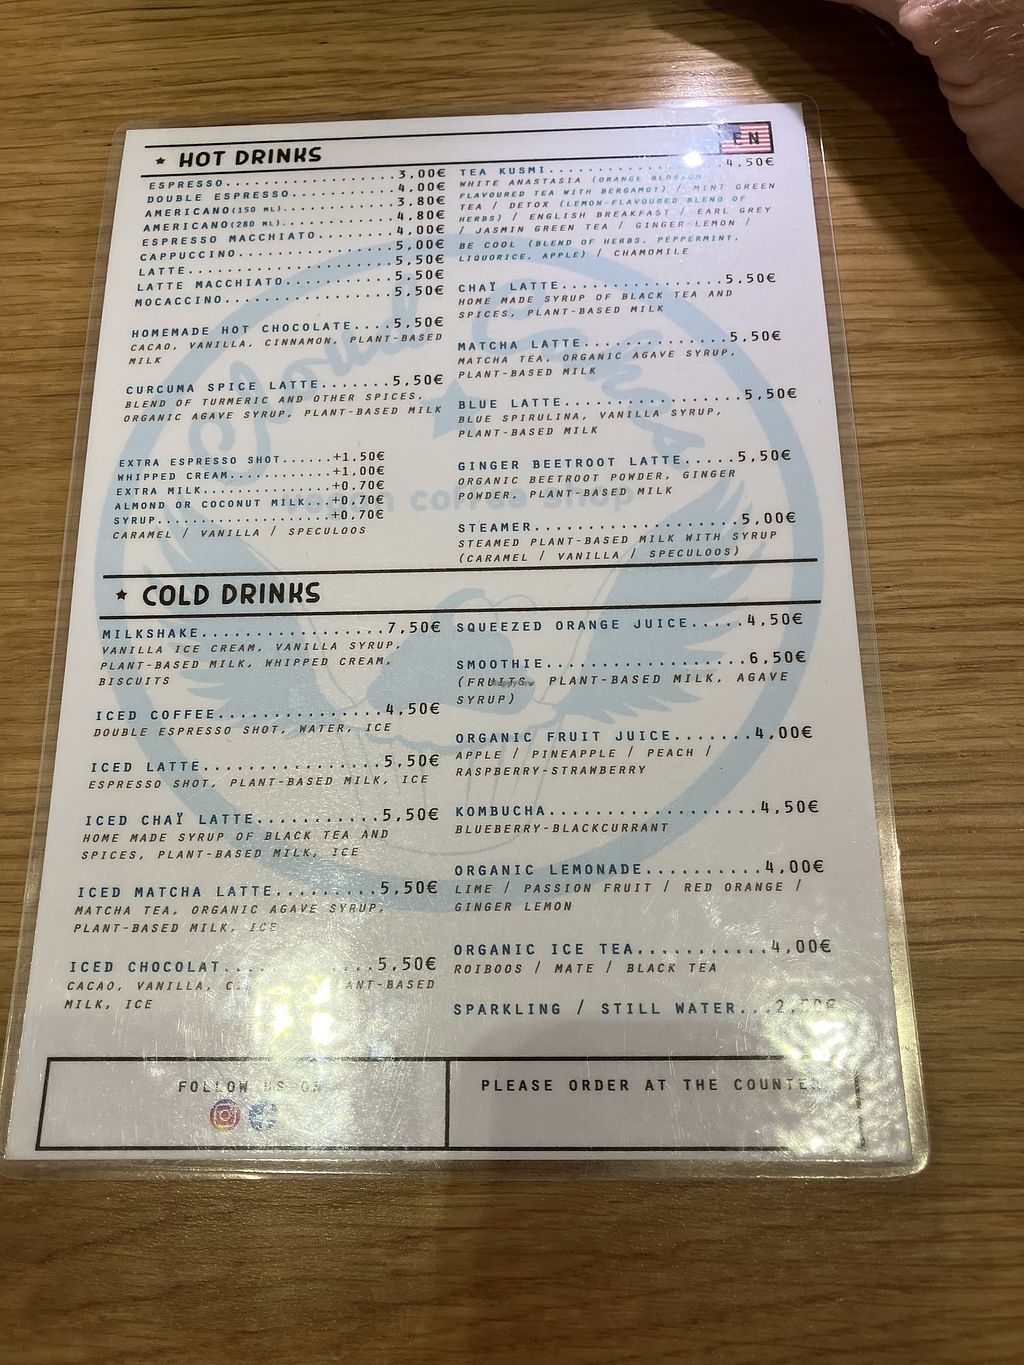 EN
★ HOT DRINKS
ESPRESSO..................3,00€
DOUBLE ESPRESSO...........4,00€
AMERICANO(150 ML).........3.80€
AMERICANO(280 ML).........4,80€
ESPRESSO MACCHIATO........4,00€
CAPPUCCINO................5,00€
LATTE.....................5,50€
LATTE MACCHIATO...........5,50€
MOCACCINO.................5,50€
HOMEMADE HOT CHOCOLATE....5,50€
CACAO, VANILLA, CINNAMON, PLANT-BASED
MILK
CURCUMA SPICE LATTE.......5,50€
BLEND OF TURMERIC AND OTHER SPICES,
ORGANIC AGAVE SYRUP, PLANT-BASED MILK
EXTRA ESPRESSO SHOT......+1,50€
WHIPPED CREAM............+1,00€
EXTRA MILK...............+0,70€
ALMOND OR COCONUT MILK...+0,70€
SYRUP....................+0,70€
CARAMEL / VANILLA / SPECULOOS
TEA KUSMI.................4,50€
WHITE ANASTASIA (ORANGE BLOSSOM-
FLAVOURED TEA WITH BERGAMOT) / MINT GREEN
TEA / DETOX (LEMON-FLAVOURED BLEND OF
HERBS) / ENGLISH BREAKFAST / EARL GREY
/ JASMIN GREEN TEA / GINGER-LEMON /
BE COOL (BLEND OF HERBS, PEPPERMINT,
LIQUORICE, APPLE) / CHAMOMILE
CHAÏ LATTE................5,50€
HOME MADE SYRUP OF BLACK TEA AND
SPICES, PLANT-BASED MILK
MATCHA LATTE..............5,50€
MATCHA TEA, ORGANIC AGAVE SYRUP,
PLANT-BASED MILK
BLUE LATTE................5,50€
BLUE SPIRULINA, VANILLA SYRUP,
PLANT-BASED MILK
GINGER BEETROOT LATTE.....5,50€
ORGANIC BEETROOT POWDER, GINGER
POWDER, PLANT-BASED MILK
STEAMER...................5,00€
STEAMED PLANT-BASED MILK WITH SYRUP
(CARAMEL / VANILLA / SPECULOOS)
coffee shop
★ COLD DRINKS
MILKSHAKE.................7,50€
VANILLA ICE CREAM, VANILLA SYRUP,
PLANT-BASED MILK, WHIPPED CREAM,
BISCUITS
ICED COFFEE...............4,50€
DOUBLE ESPRESSO SHOT, WATER, ICE
ICED LATTE................5,50€
ESPRESSO SHOT, PLANT-BASED MILK, ICE
ICED CHAÏ LATTE...........5,50€
HOME MADE SYRUP OF BLACK TEA AND
SPICES, PLANT-BASED MILK, ICE
ICED MATCHA LATTE.........5,50€
MATCHA TEA, ORGANIC AGAVE SYRUP,
PLANT-BASED MILK, ICE
ICED CHOCOLAT.............5,50€
CACAO, VANILLA, PLANT-BASED
MILK, ICE
SQUEEZED ORANGE JUICE.....4,50€
SMOOTHIE..................6,50€
(FRUITS, PLANT-BASED MILK, AGAVE
SYRUP)
ORGANIC FRUIT JUICE.......4,00€
APPLE / PINEAPPLE / PEACH /
RASPBERRY-STRAWBERRY
KOMBUCHA..................4,50€
BLUEBERRY-BLACKCURRANT
ORGANIC LEMONADE..........4,00€
LIME / PASSION FRUIT / RED ORANGE /
GINGER LEMON
ORGANIC ICE TEA...........4,00€
ROIBOOS / MATE / BLACK TEA
SPARKLING / STILL WATER...
FOLLOW US ON
PLEASE ORDER AT THE COUNTER